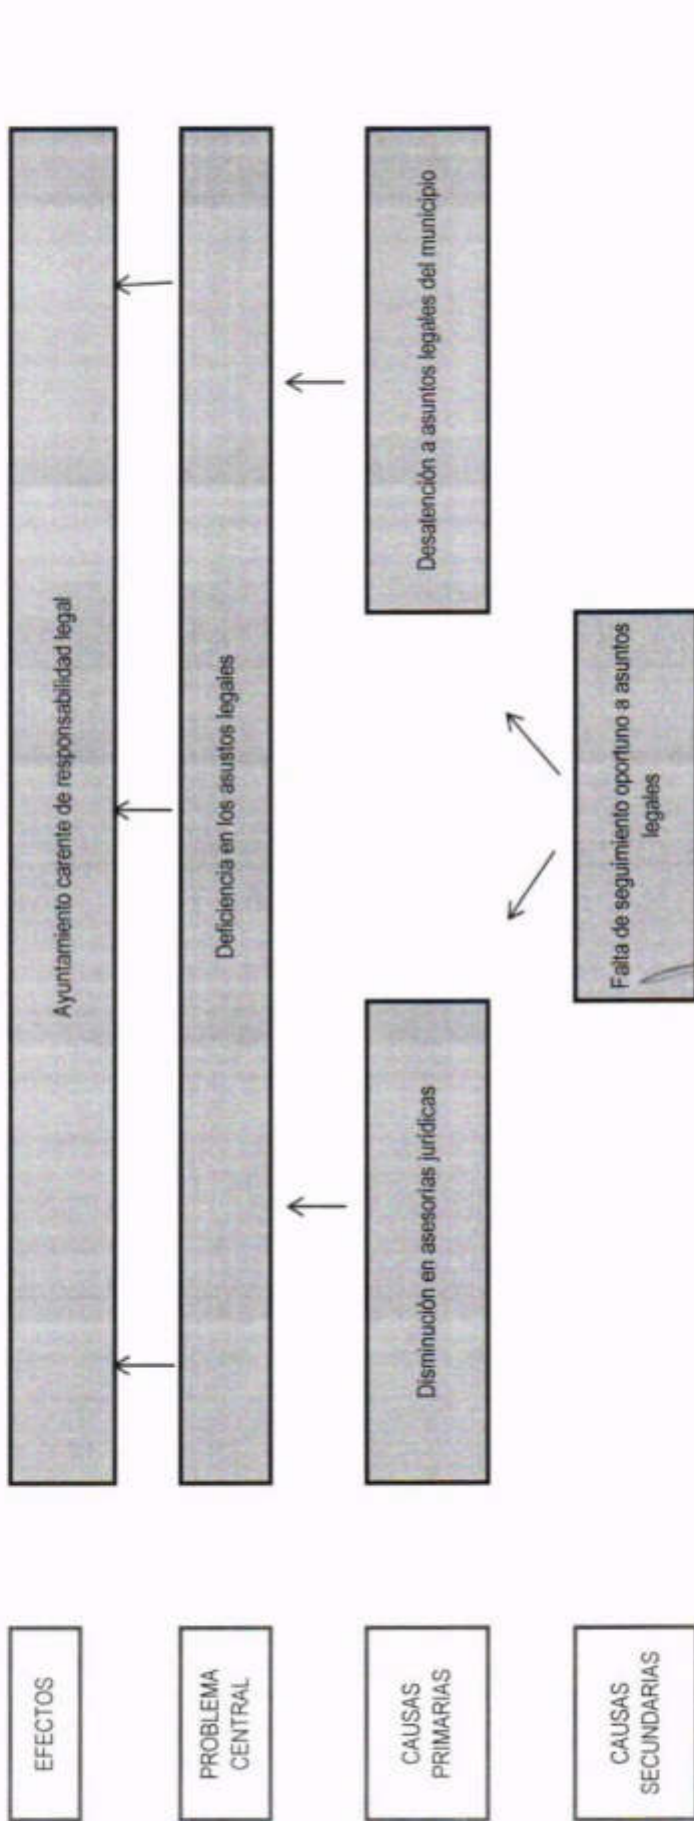 EFECTOS
Ayuntamiento carente de responsabilidad legal
PROBLEMA
CENTRAL
Deficiencia en los asustos legales
CAUSAS
PRIMARIAS
Disminución en asesorías jurídicas
Desatención a asuntos legales del municipio
CAUSAS
SECUNDARIAS
Falta de seguimiento oportuno a asuntos
legales